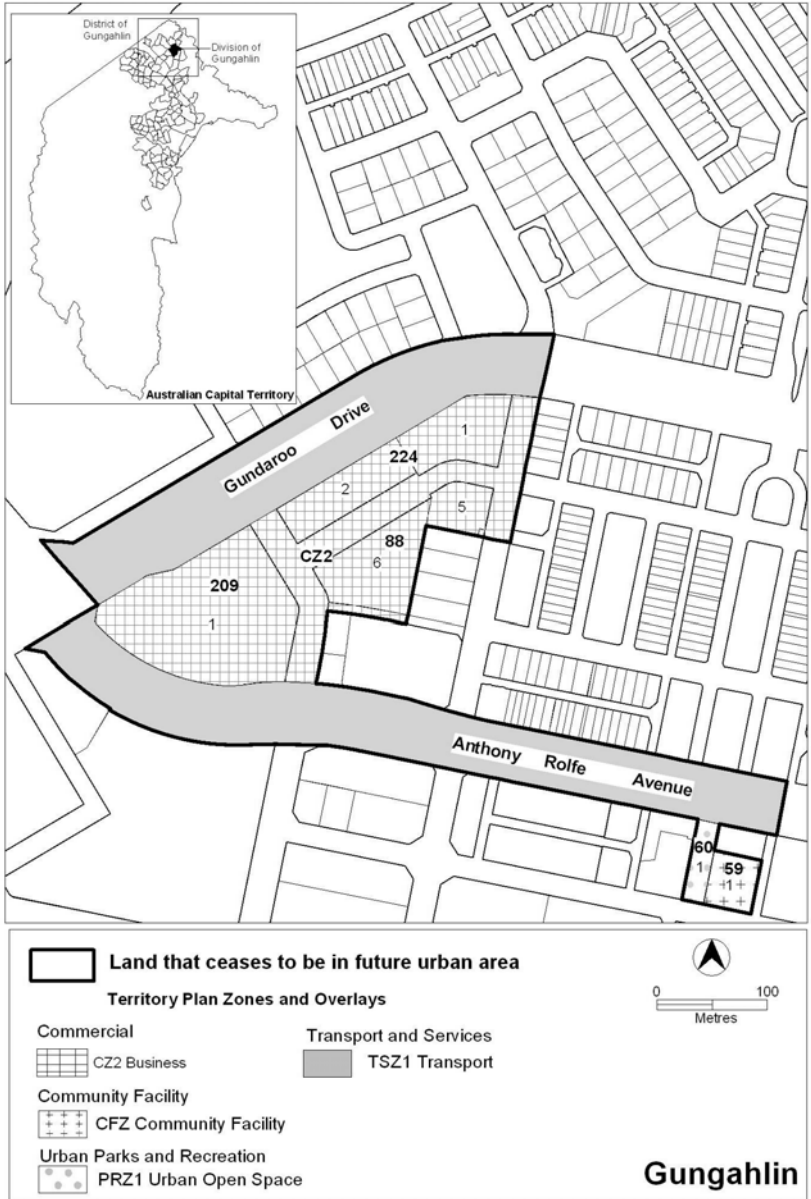 District of
Gungahlin
Division of
Gungahlin
Australian Capital Territory
Gundaroo Drive
1
224
2
5
88
CZ2
6
209
1
Anthony Rolfe Avenue
60
1
59
1
Land that ceases to be in future urban area
Territory Plan Zones and Overlays
0 100
Metres
Commercial
CZ2 Business
Transport and Services
TSZ1 Transport
Community Facility
CFZ Community Facility
Urban Parks and Recreation
PRZ1 Urban Open Space
Gungahlin